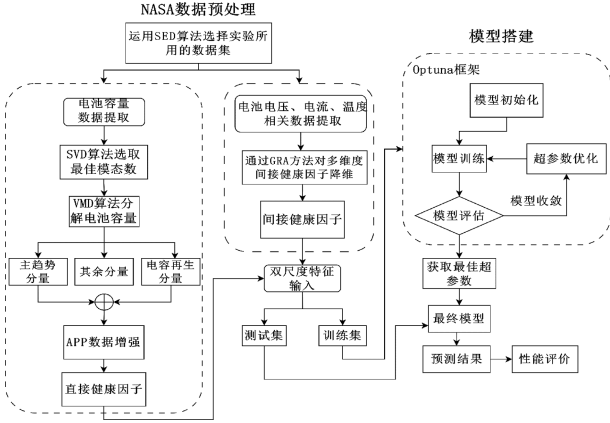 NASA数据预处理
运用SED算法选择实验所
用的数据集
电池容量
数据提取
SVD算法选取
最佳模态数
VMD算法分
解电池容量
主趋势
分量
其余分量
电容再生
分量
APP数据增强
直接健康因子
电池电压、电流、温度
相关数据提取
通过GRA方法对多维度
间接健康因子降维
间接健康因子
双尺度特征
输入
测试集
训练集
模型搭建
Optuna框架
模型初始化
模型训练
超参数优化
模型评估
模型收敛
获取最佳超
参数
最终模型
预测结果
性能评价